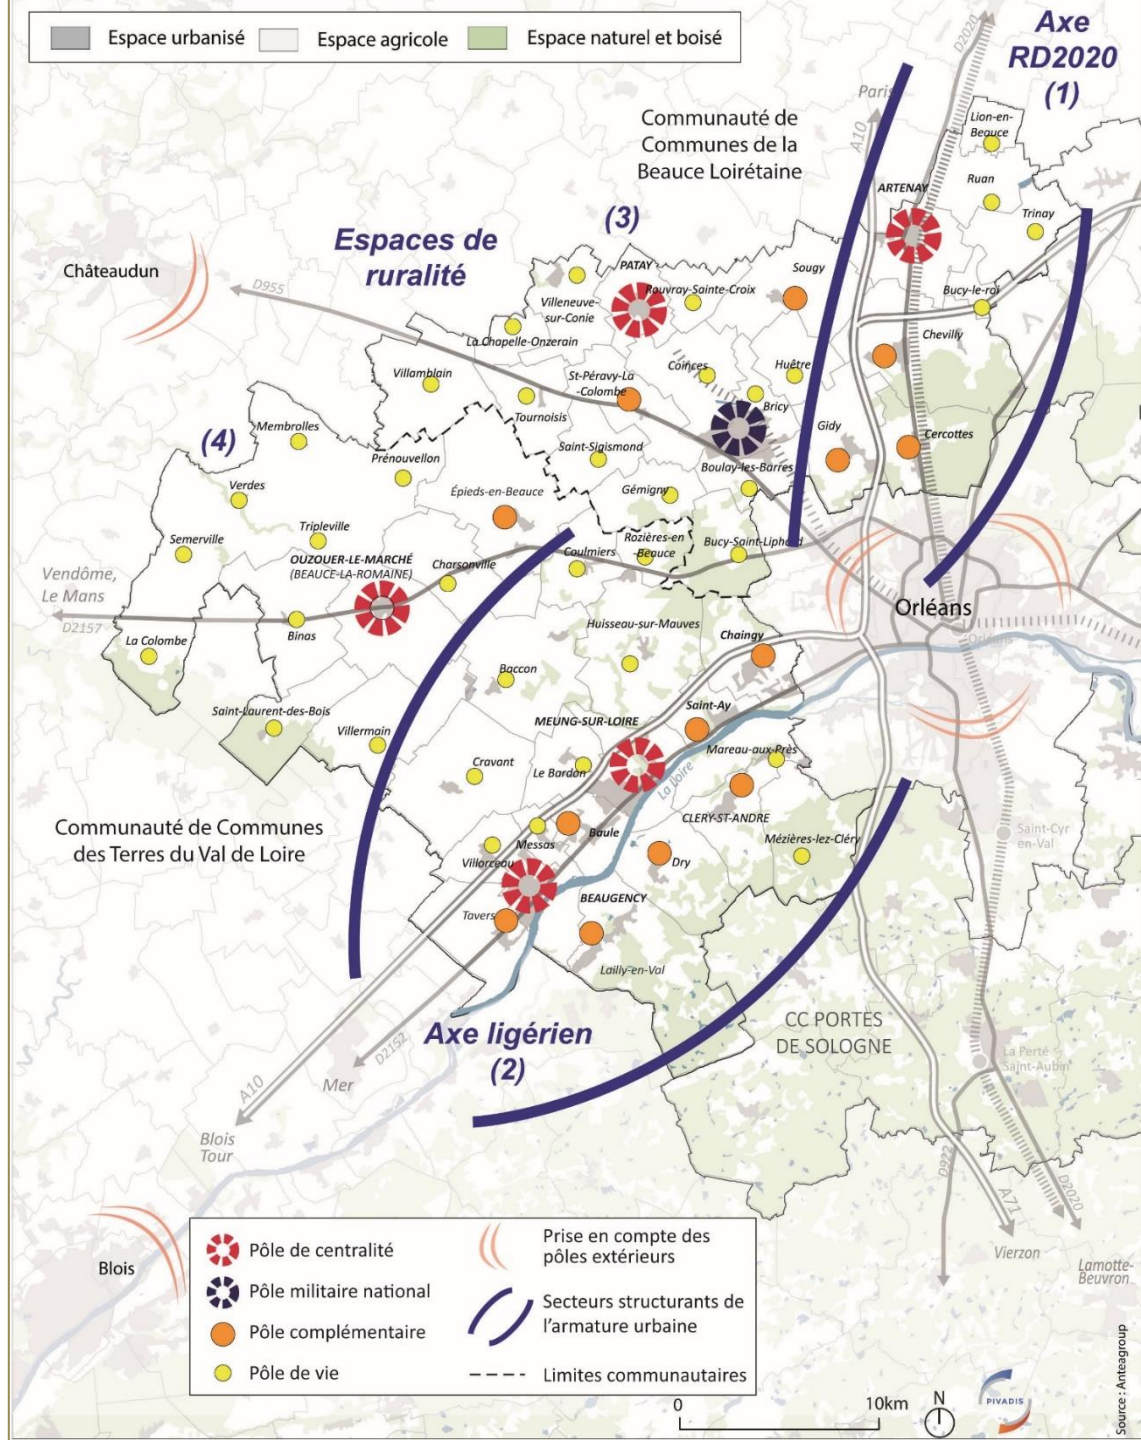 Espace urbanisé
Espace agricole
Espace naturel et boisé
Axe
RD2020
(1)
D2020
Paris
A10
Communauté de
Communes de la
Beauce Loirétaine
Lion-en-
Beauce
Ruan
ARTENAY
Trinay
(3)
Espaces de
ruralité
Châteaudun
D955
PATAY
Rouvray-Sainte-Croix
Sougy
Villeneuve-
sur-Conie
Bucy-le-roi
La Chapelle-Onzerain
Chevilly
Villamblain
St-Péravy-La
-Colombe
Coinces
Huêtre
Tournoisis
Bricy
Gidy
Cercottes
(4)
Membrolles
Prénouvellon
Saint-Sigismond
Boulay-les-Barres
Verdes
Épieds-en-Beauce
Gémigny
Tripleville
Semerville
OUZOUER-LE-MARCHÉ
(BEAUCE-LA-ROMAINE)
Charsonville
Coulmiers
Rozières-en
-Beauce
Bucy-Saint-Liphard
Vendôme,
Le Mans
D2157
Binas
Orléans
Orléans
La Colombe
Huisseau-sur-Mauves
Chaingy
Baccon
Saint-Laurent-des-Bois
Villermain
MEUNG-SUR-LOIRE
Saint-Ay
Mareau-aux-Près
Cravant
Le Bardon
La Loire
CLERY-ST-ANDRE
Communauté de Communes
des Terres du Val de Loire
Baule
Messas
Mézières-lez-Cléry
Saint-Cyr
en-Val
Villorceau
Dry
BEAUGENCY
Tavers
Lailly-en-Val
Axe ligérien
(2)
CC PORTES
DE SOLOGNE
La Ferté
Saint-Aubin
D2152
A10
Mer
Blois
Tour
D922
D2020
A71
Vierzon
Lamotte-
Beuvron
Blois
Pôle de centralité
Pôle militaire national
Pôle complémentaire
Pôle de vie
Prise en compte des
pôles extérieurs
Secteurs structurants de
l'armature urbaine
Limites communautaires
0
10km
N
PIVADIS
Source : Anteagroup